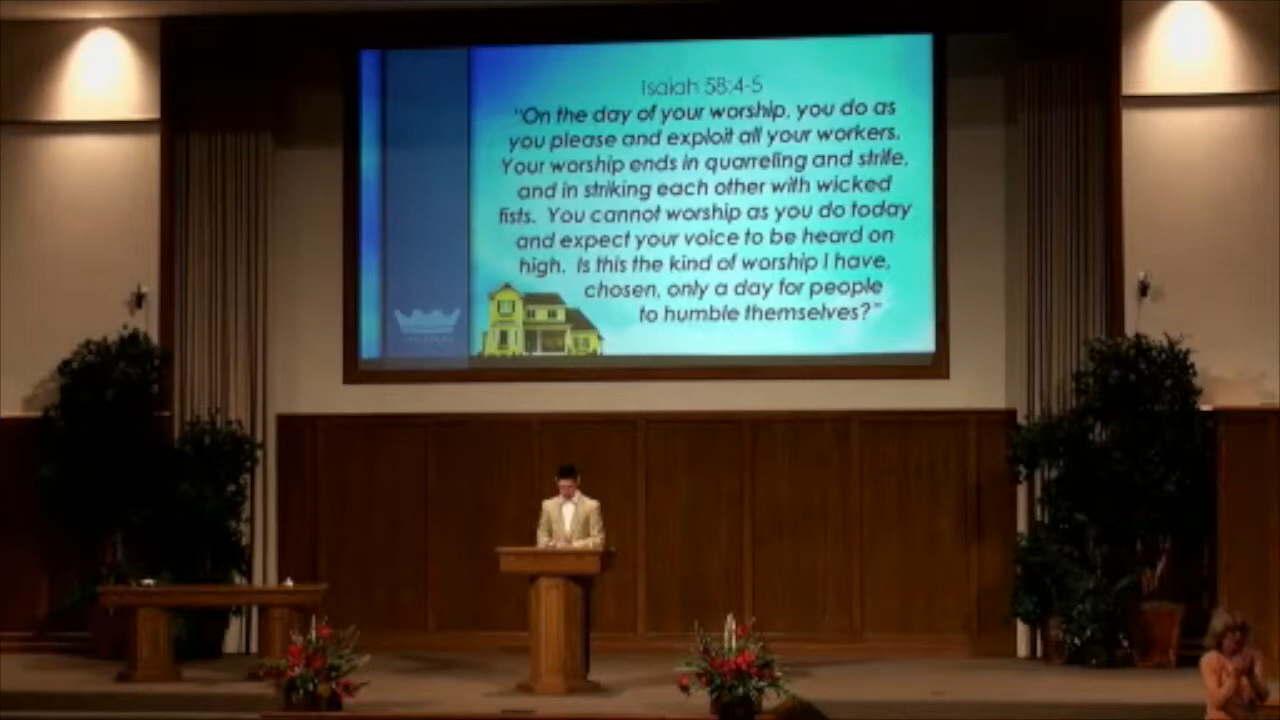 Isaiah 58:4-5
"On the day of your worship, you do as
you please and exploit all your workers.
Your worship ends in quarreling and strife,
and in striking each other with wicked
fists. You cannot worship as you do today
and expect your voice to be heard on
high. Is this the kind of worship I have,
chosen, only a day for people
to humble themselves?"